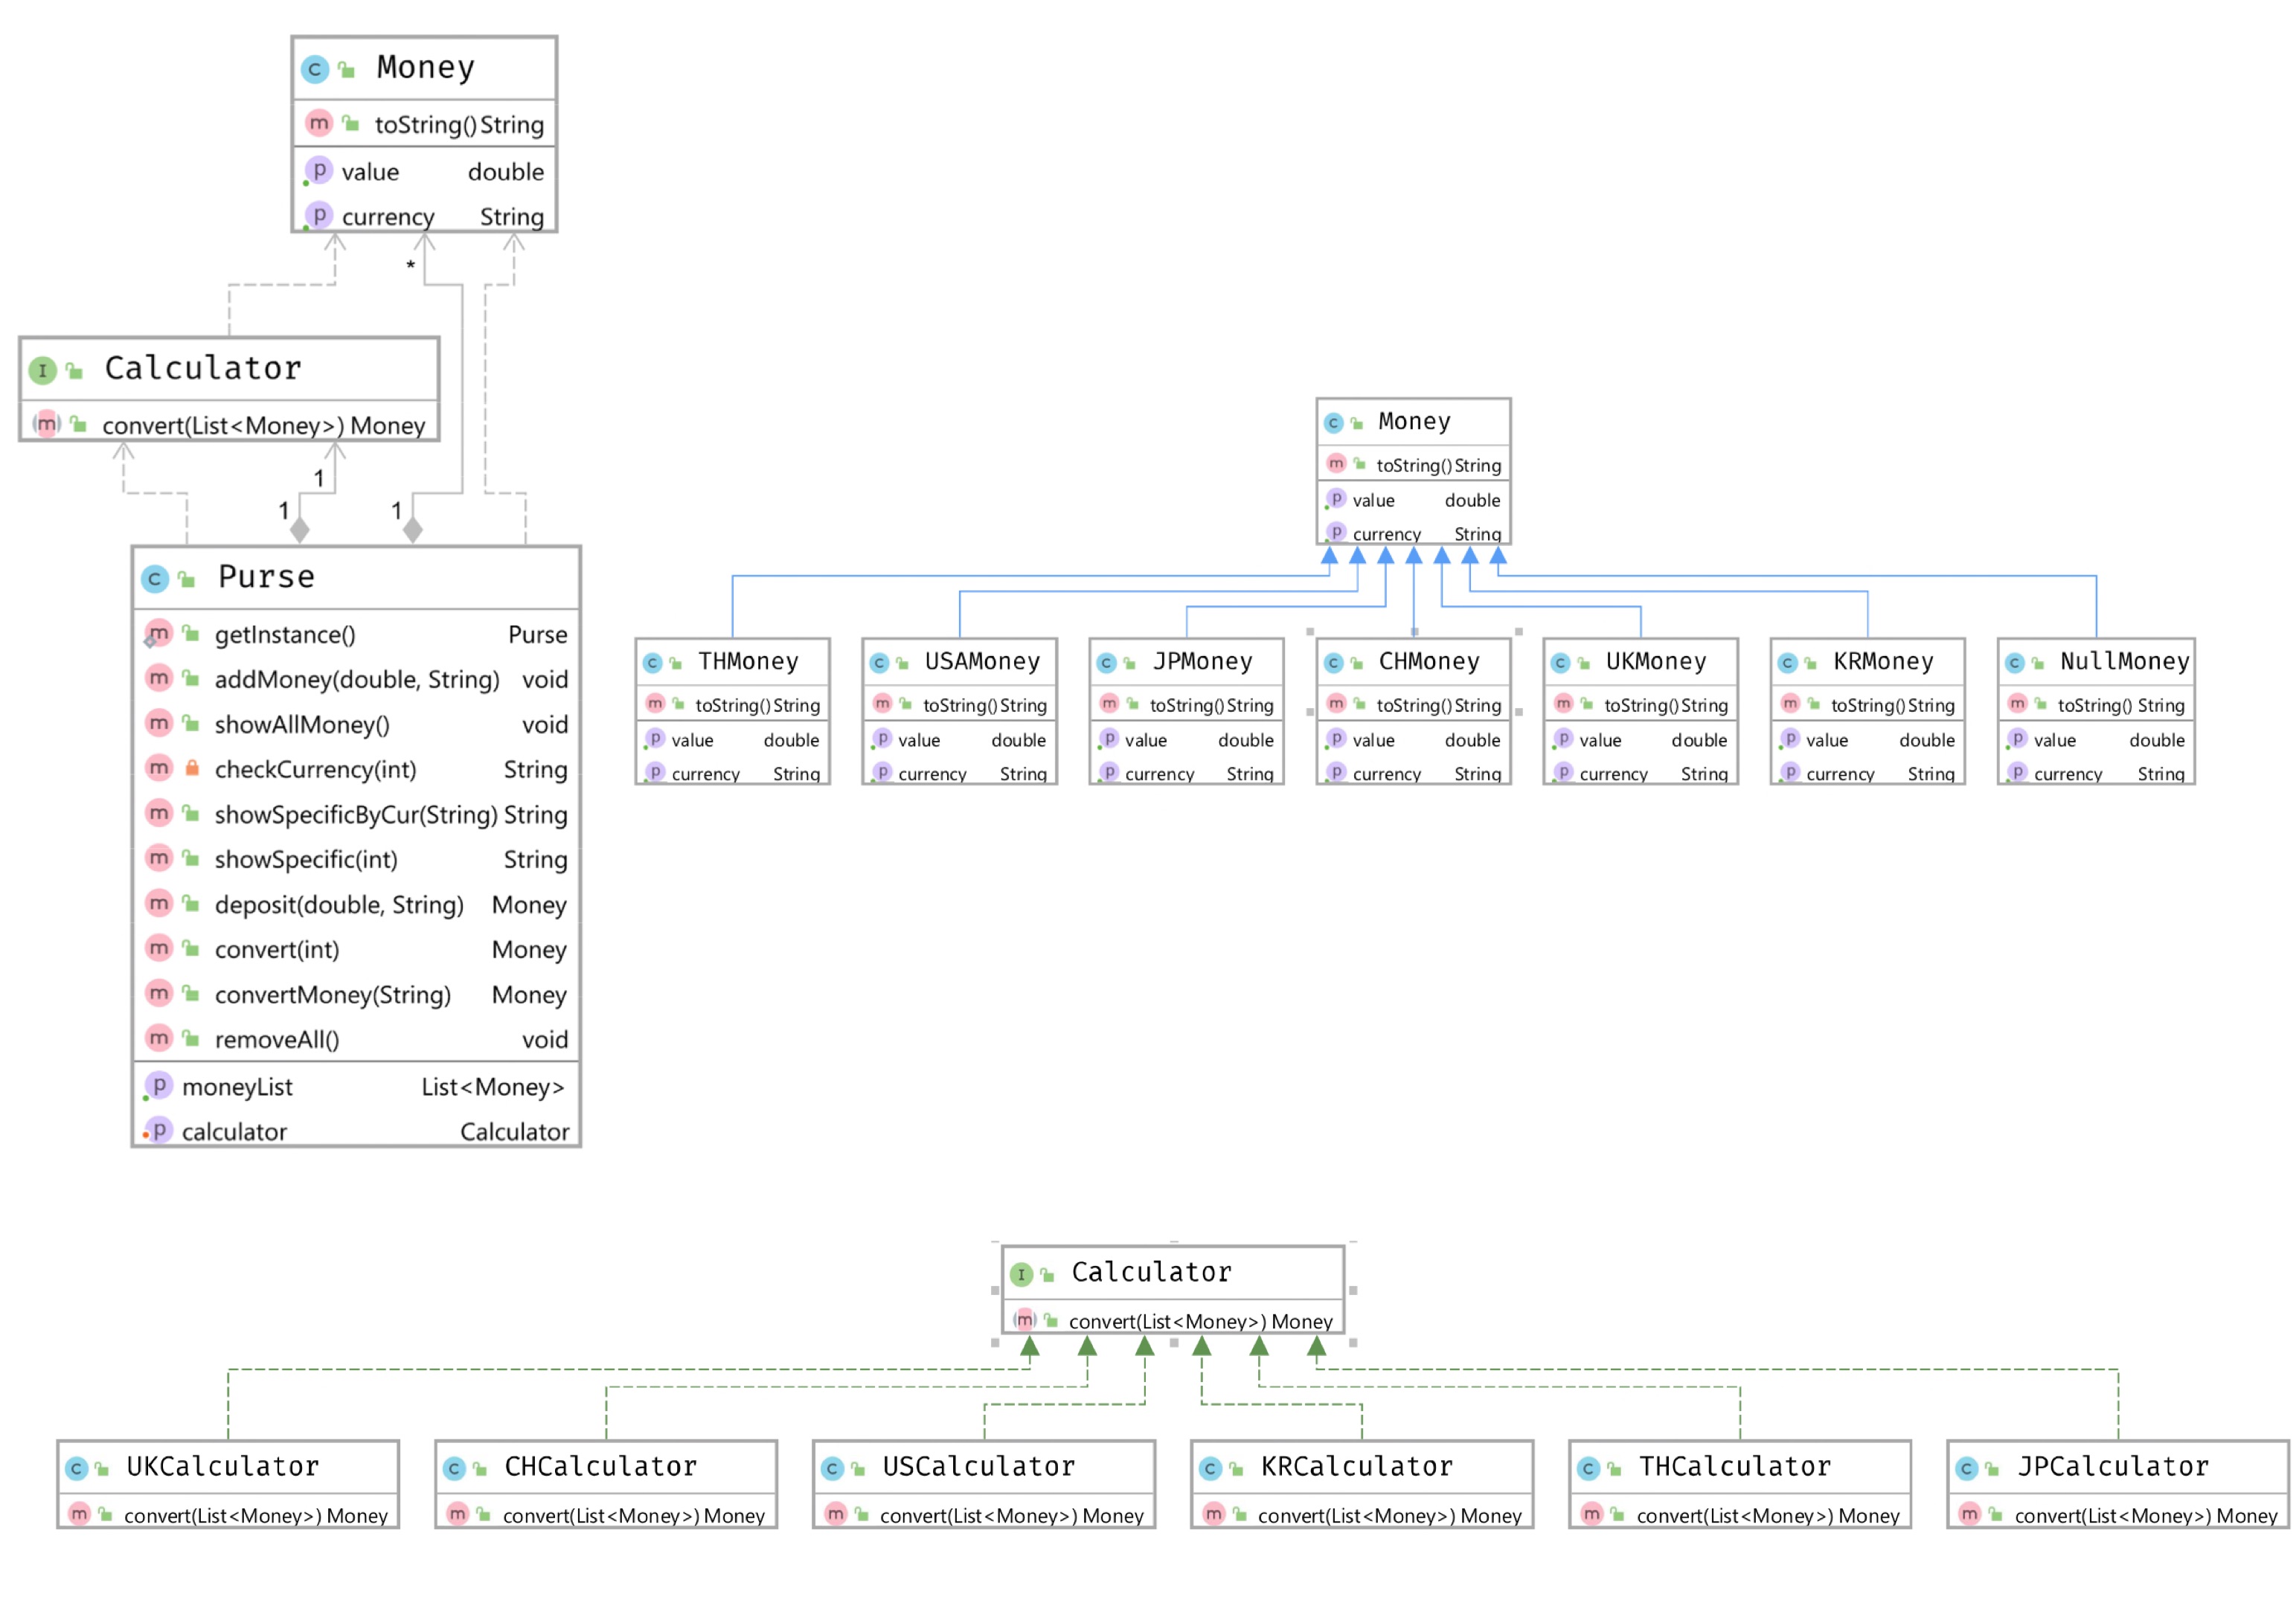 Money
toString() String
value double
currency String
*
Calculator
convert(List<Money>) Money
1
1
1
Purse
getInstance() Purse
addMoney(double, String) void
showAllMoney() void
checkCurrency(int) String
showSpecificByCur(String) String
showSpecific(int) String
deposit(double, String) Money
convert(int) Money
convertMoney(String) Money
removeAll() void
moneyList List<Money>
calculator Calculator
Money
toString() String
value double
currency String
THMoney
toString() String
value double
currency String
USAMoney
toString() String
value double
currency String
JPMoney
toString() String
value double
currency String
CHMoney
toString() String
value double
currency String
UKMoney
toString() String
value double
currency String
KRMoney
toString() String
value double
currency String
NullMoney
toString() String
value double
currency String
Calculator
convert(List<Money>) Money
UKCalculator
convert(List<Money>) Money
CHCalculator
convert(List<Money>) Money
USCalculator
convert(List<Money>) Money
KRCalculator
convert(List<Money>) Money
THCalculator
convert(List<Money>) Money
JPCalculator
convert(List<Money>) Money